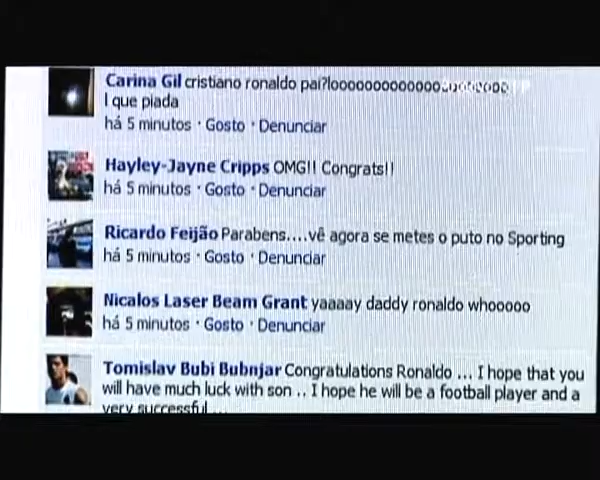 Carina Gil cristiano ronaldo pai?looooooooooooo
l que piada
há 5 minutos · Gosto · Denunciar
Hayley-Jayne Cripps OMG!! Congrats!!
há 5 minutos · Gosto · Denunciar
Ricardo Feijão Parabens....vê agora se metes o puto no Sporting
há 5 minutos · Gosto · Denunciar
Nicalos Laser Beam Grant yaaaay daddy ronaldo whooooo
há 5 minutos · Gosto · Denunciar
Tomislav Bubi Bubnjar Congratulations Ronaldo ... I hope that you
will have much luck with son .. I hope he will be a football player and a
very successful ...